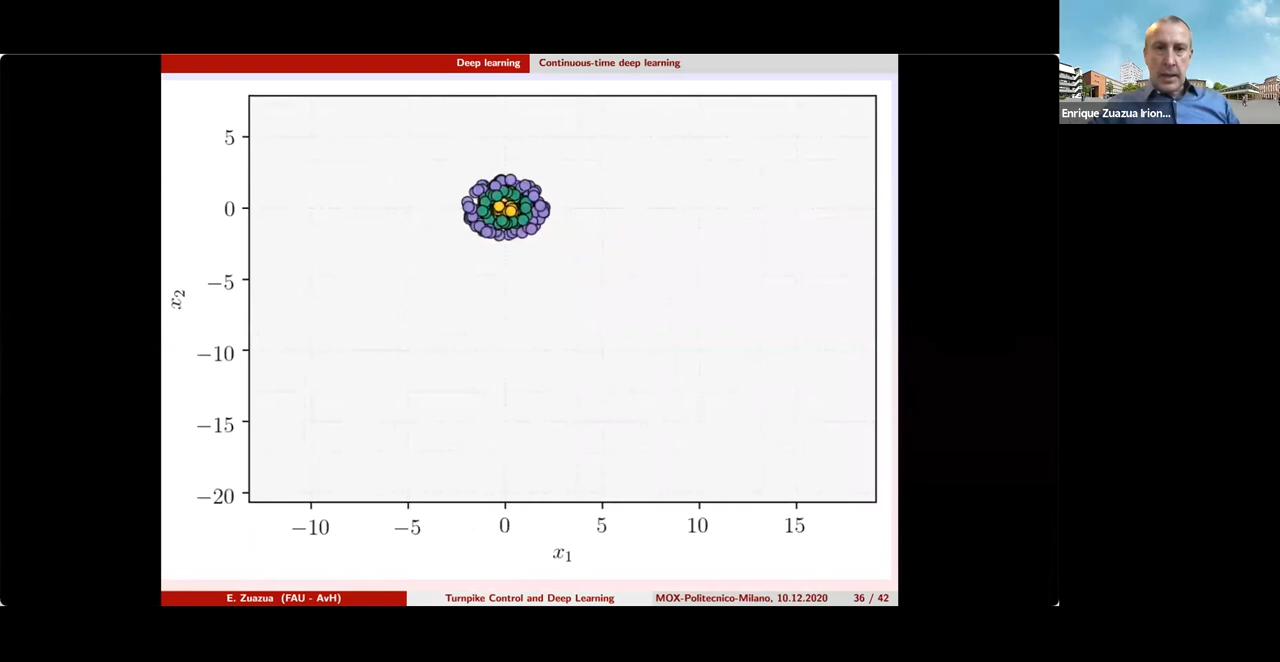 Deep learning Continuous-time deep learning
Enrique Zuazua Irion...
5
0
−5
−10
−15
−20
x2
−10 −5 0 5 10 15
x1
E. Zuazua (FAU - AvH) Turnpike Control and Deep Learning MOX-Politecnico-Milano, 10.12.2020 36 / 42